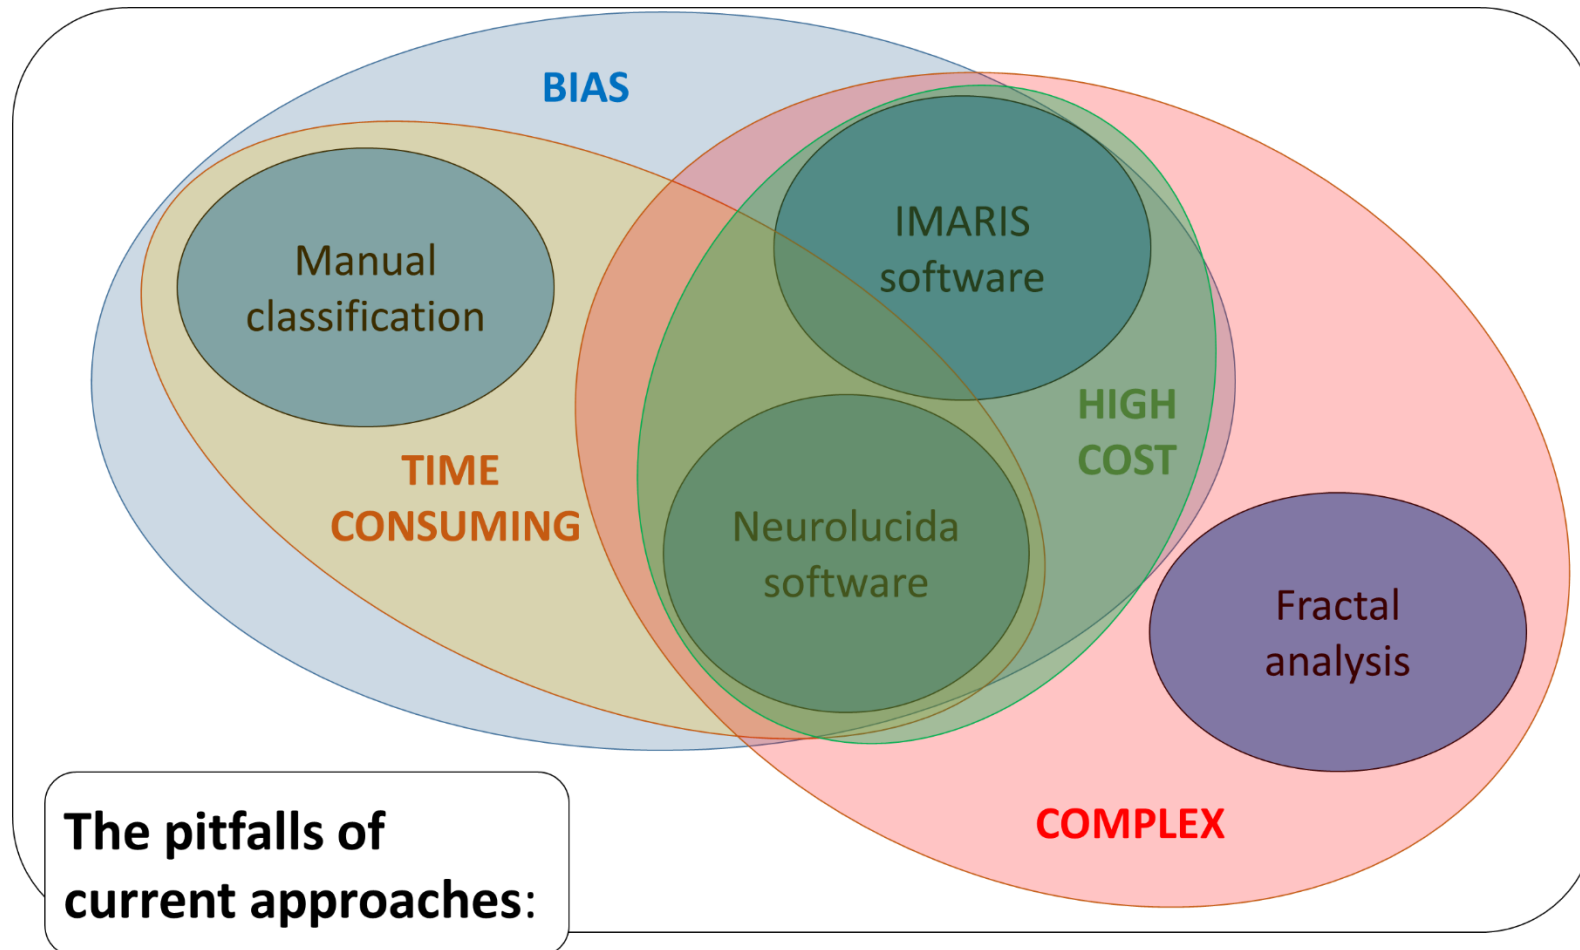 BIAS
Manual
classification
IMARIS
software
HIGH
COST
TIME
CONSUMING
Neurolucida
software
Fractal
analysis
COMPLEX
The pitfalls of
current approaches: